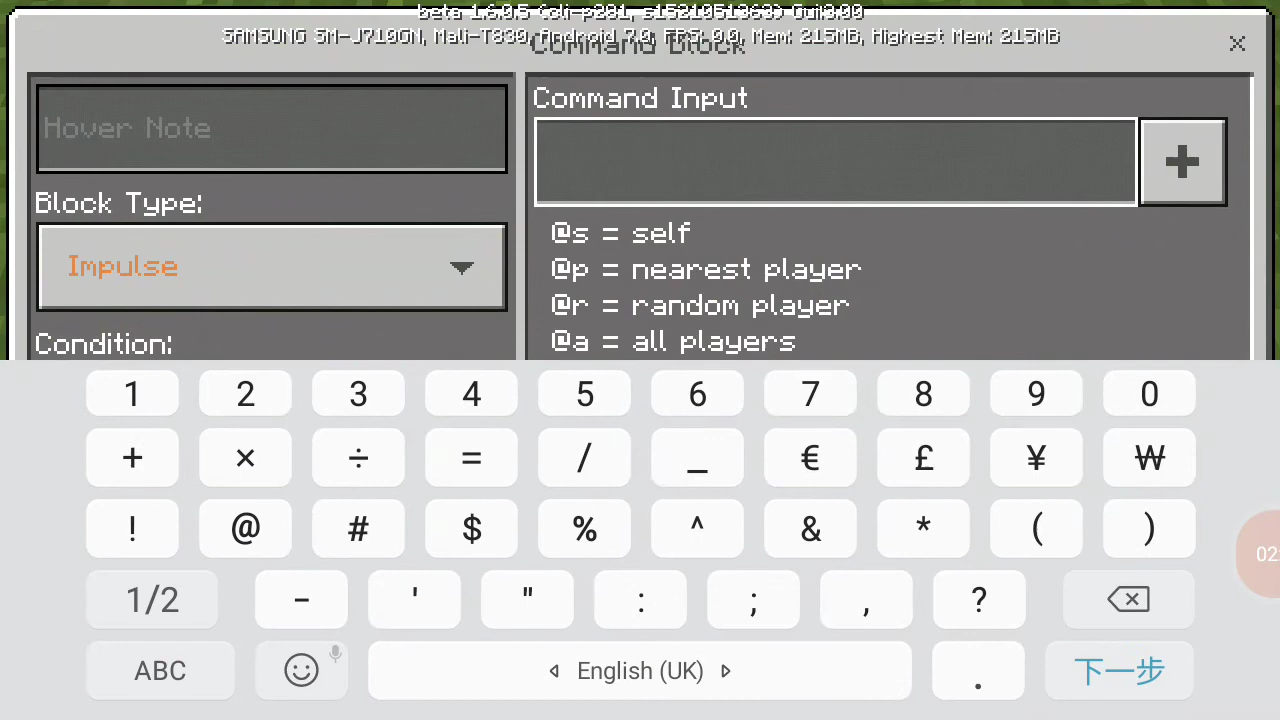 beta 1.6.0.5
SAMSUNG SM-J710GN, Mali-T830, Android 7.0, FPS: 0.0, Mem: 215MB, Highest Mem: 215MB
Command Block
Hover Note
Block Type:
Impulse
Condition:
Command Input
@s = self
@p = nearest player
@r = random player
@a = all players
1 2 3 4 5 6 7 8 9 0
+ × ÷ = / _ € £ ¥ ₩
! @ # $ % ^ & * ( )
1/2 - ' " : ; , ?
ABC English (UK) . 下一步
02